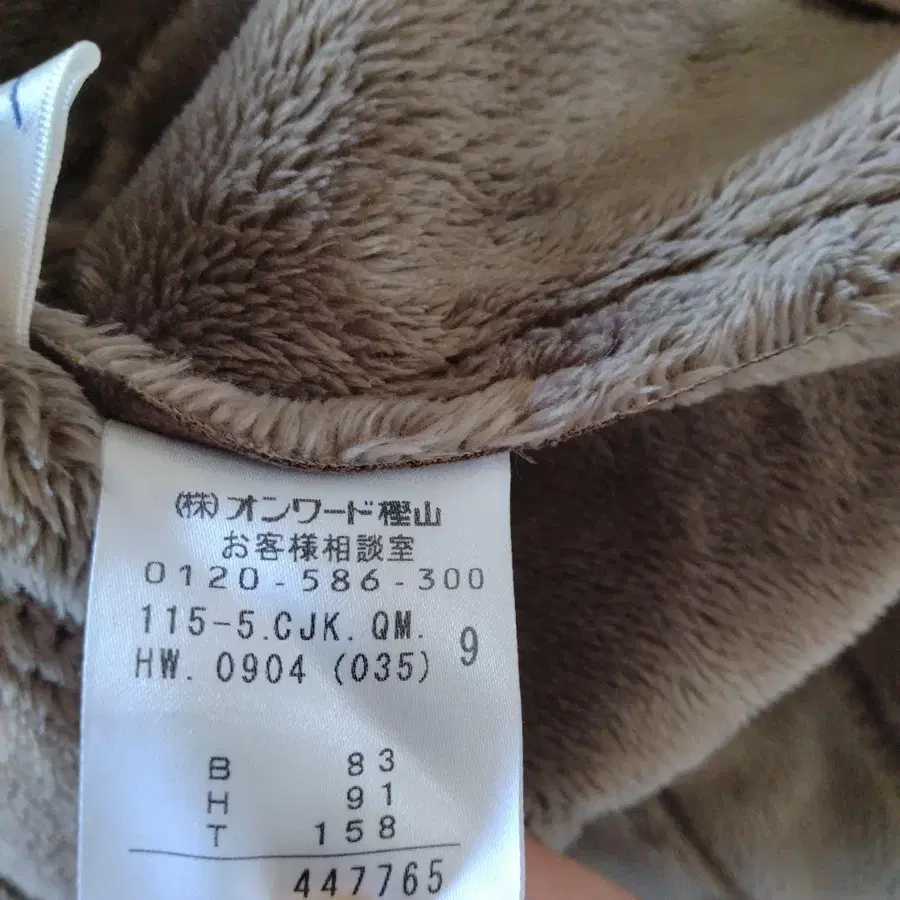 (株)オンワード樫山
お客様相談室
0120-586-300
115-5.CJK.QM. 9
HW. 0904 (035)
B 83
H 91
T 158
447765